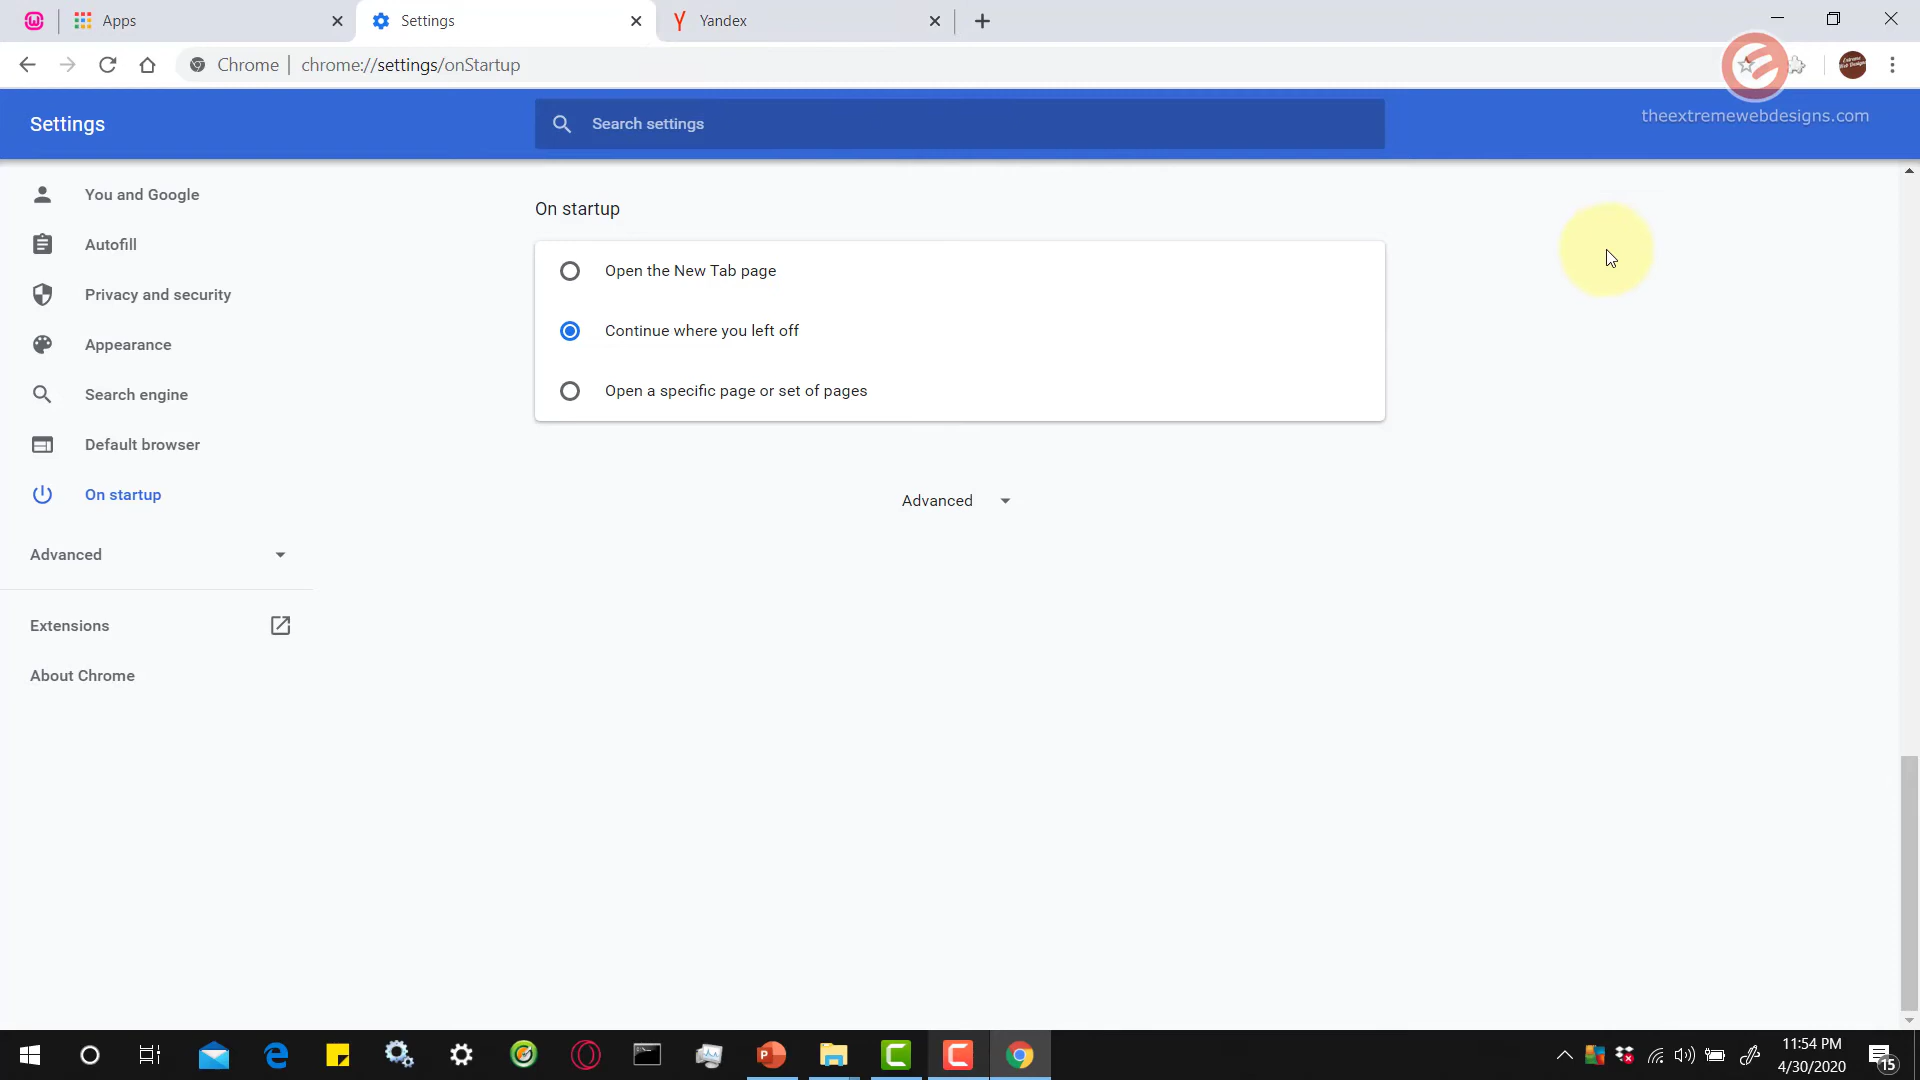 Apps
Settings
Yandex
Chrome | chrome://settings/onStartup
Settings
Search settings
theextremewebdesigns.com
You and Google
Autofill
Privacy and security
Appearance
Search engine
Default browser
On startup
Advanced
Extensions
About Chrome
On startup
Open the New Tab page
Continue where you left off
Open a specific page or set of pages
Advanced
11:54 PM
4/30/2020
15